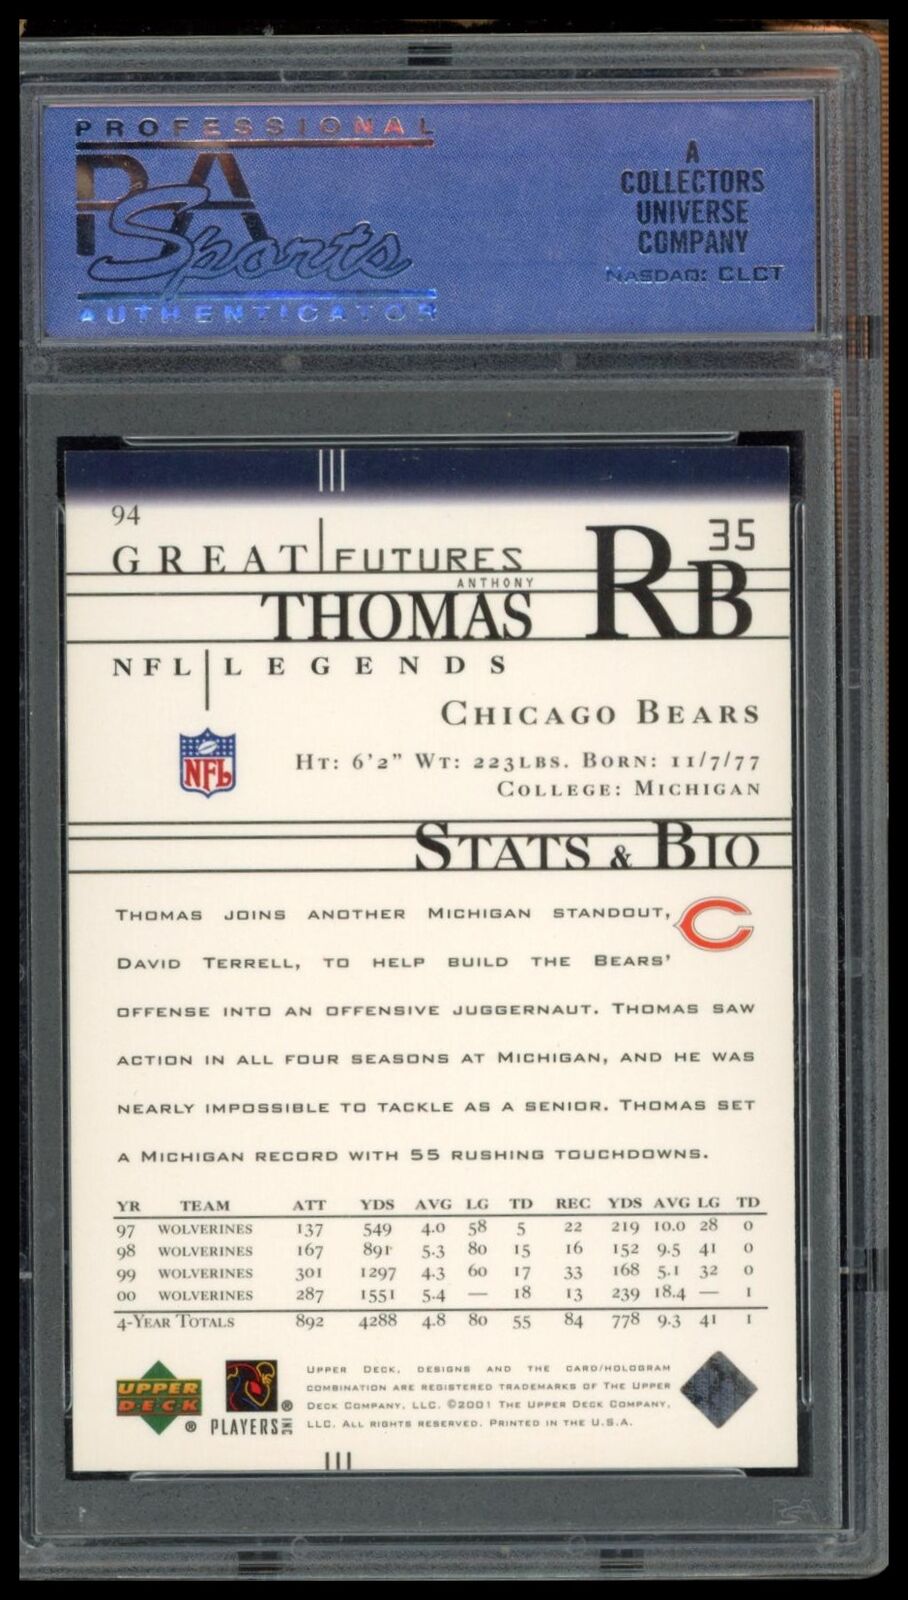 PROFESSIONAL
PSA
Sports
AUTHENTICATOR
A
COLLECTORS
UNIVERSE
COMPANY
NASDAQ: CLCT
94
GREAT FUTURES
35
RB
ANTHONY
THOMAS
NFL LEGENDS
CHICAGO BEARS
NFL
HT: 6'2" WT: 223LBS. BORN: 11/7/77
COLLEGE: MICHIGAN
STATS & BIO
THOMAS JOINS ANOTHER MICHIGAN STANDOUT,
DAVID TERRELL, TO HELP BUILD THE BEARS'
OFFENSE INTO AN OFFENSIVE JUGGERNAUT. THOMAS SAW
ACTION IN ALL FOUR SEASONS AT MICHIGAN, AND HE WAS
NEARLY IMPOSSIBLE TO TACKLE AS A SENIOR. THOMAS SET
A MICHIGAN RECORD WITH 55 RUSHING TOUCHDOWNS.
YR TEAM ATT YDS AVG LG TD REC YDS AVG LG TD
97 WOLVERINES 137 549 4.0 58 5 22 219 10.0 28 0
98 WOLVERINES 167 891 5.3 80 15 16 152 9.5 41 0
99 WOLVERINES 301 1297 4.3 60 17 33 168 5.1 32 0
00 WOLVERINES 287 1551 5.4 — 18 13 239 18.4 — 1
4-YEAR TOTALS 892 4288 4.8 80 55 84 778 9.3 41 1
UPPER DECK ®
PLAYERS INC ®
UPPER DECK, DESIGNS AND THE CARD/HOLOGRAM
COMBINATION ARE REGISTERED TRADEMARKS OF THE UPPER
DECK COMPANY, LLC. ©2001 THE UPPER DECK COMPANY,
LLC. ALL RIGHTS RESERVED. PRINTED IN THE U.S.A.
PSA